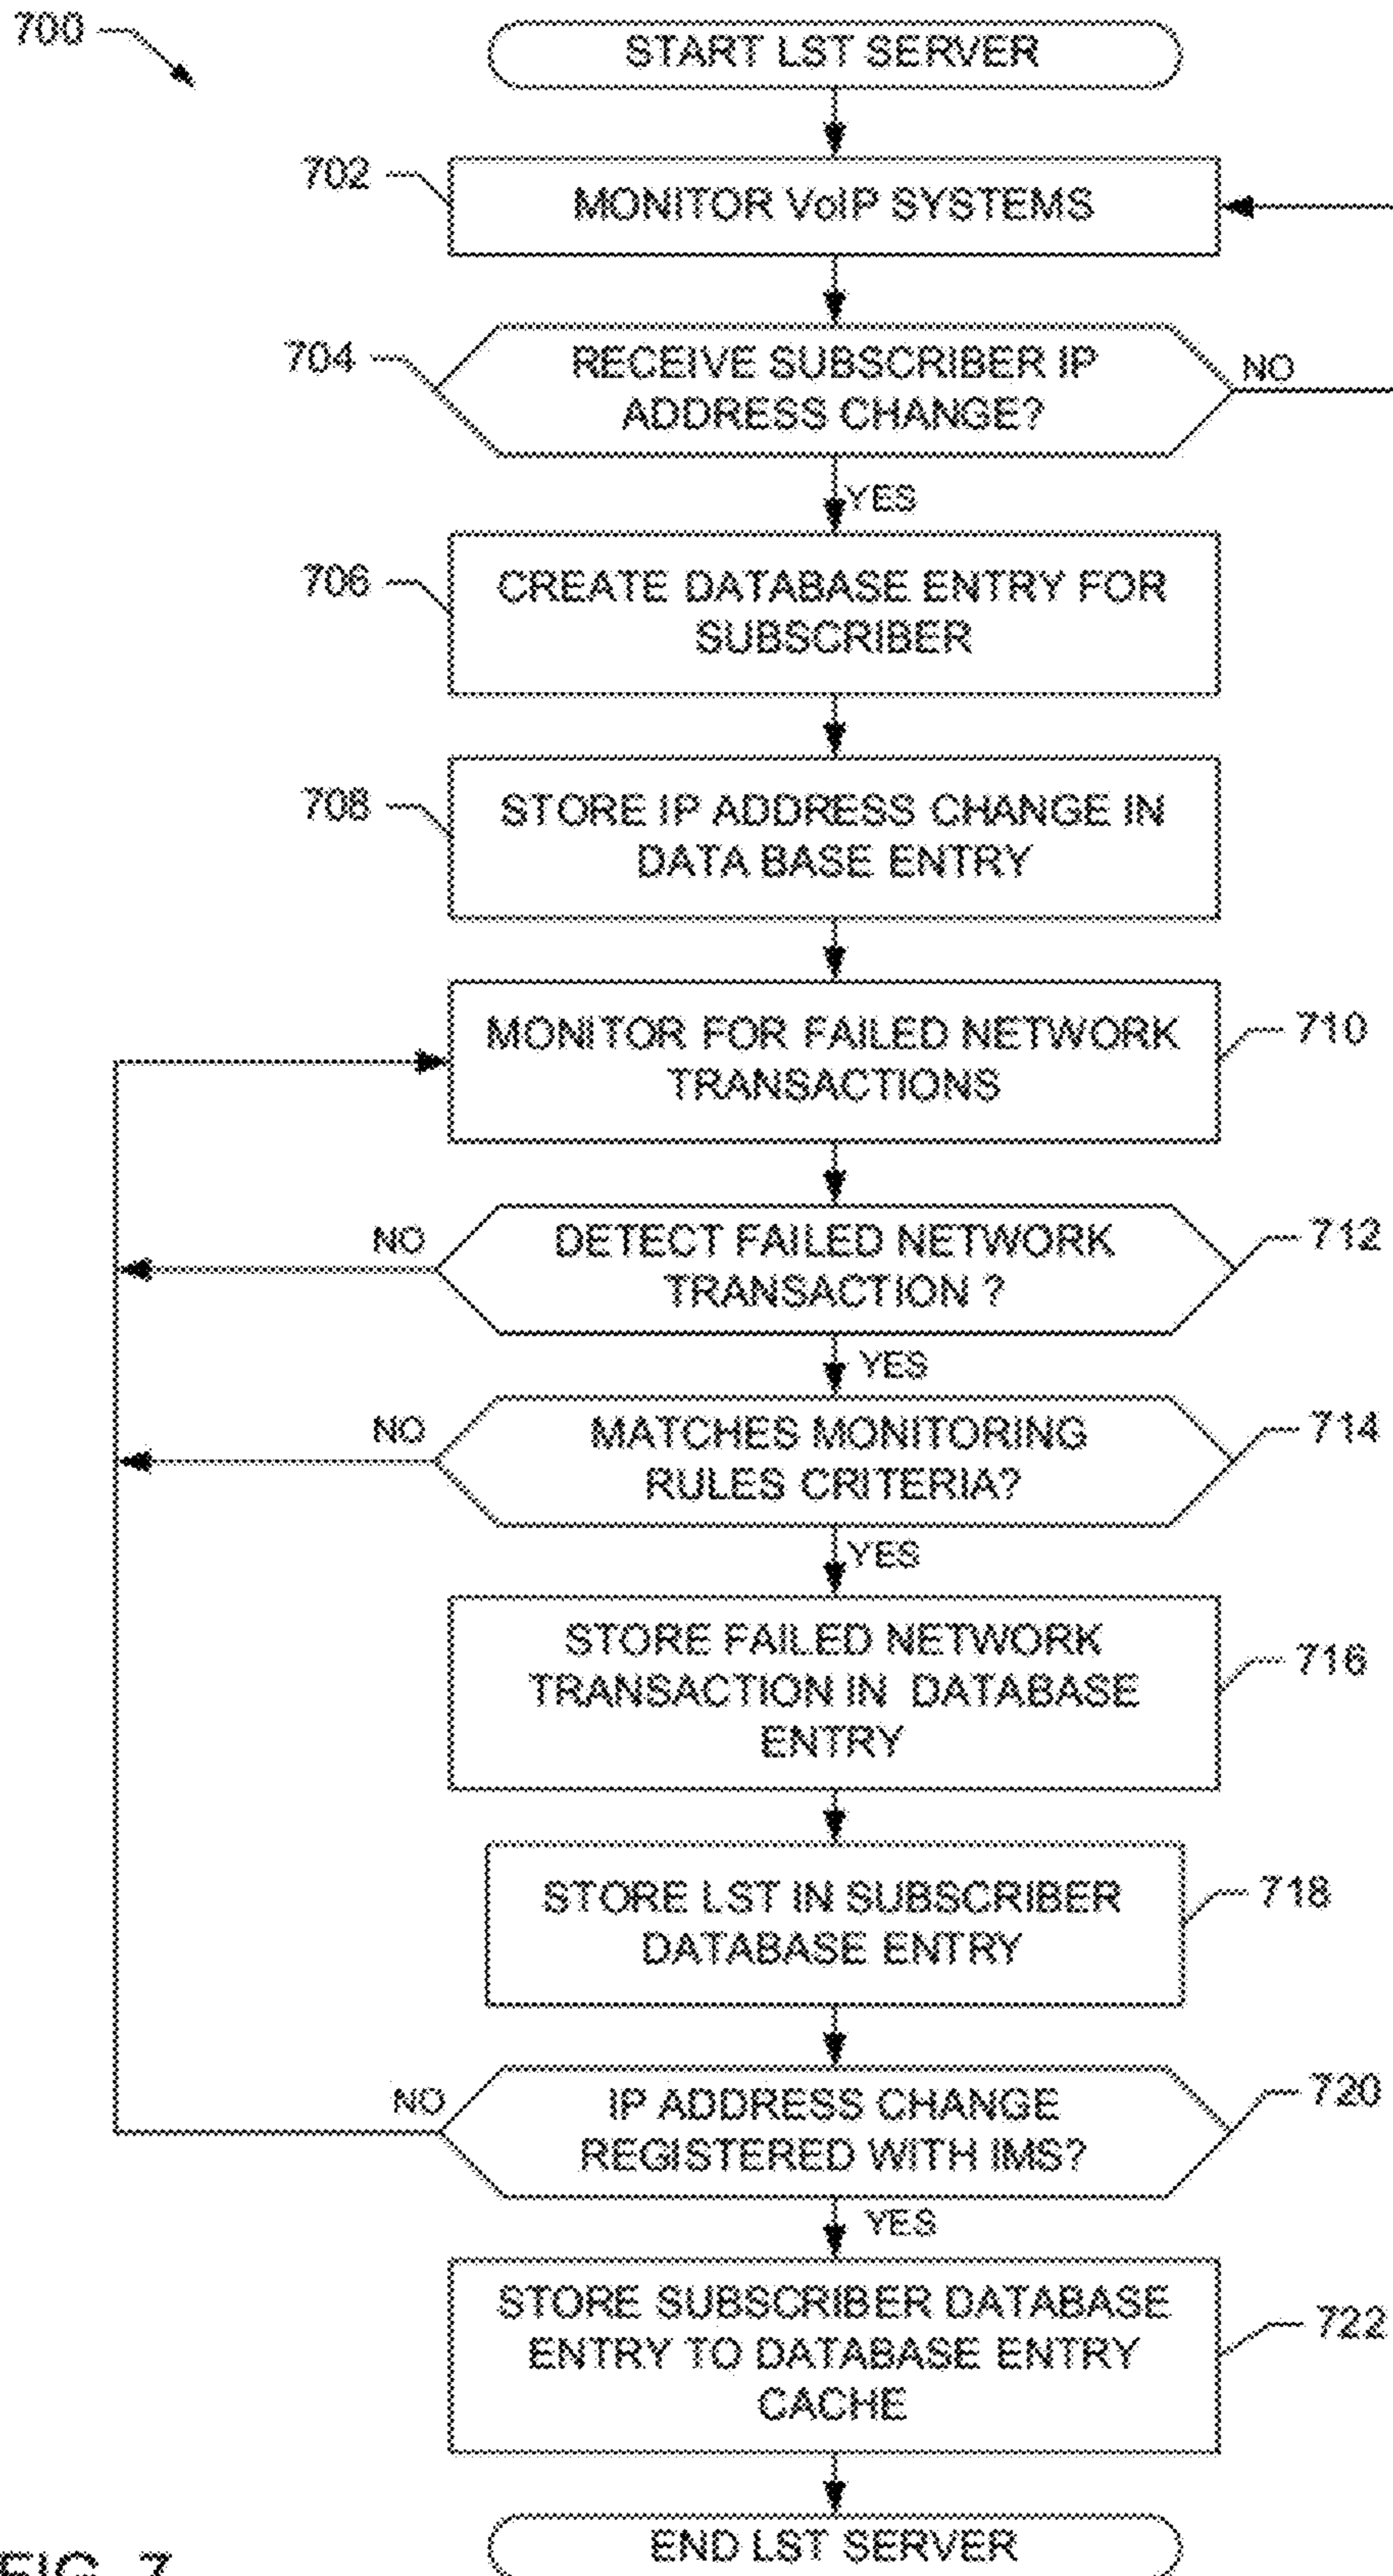 700
START LST SERVER
702
MONITOR VoIP SYSTEMS
704
RECEIVE SUBSCRIBER IP
ADDRESS CHANGE?
NO
YES
706
CREATE DATABASE ENTRY FOR
SUBSCRIBER
708
STORE IP ADDRESS CHANGE IN
DATA BASE ENTRY
MONITOR FOR FAILED NETWORK
TRANSACTIONS
710
NO
DETECT FAILED NETWORK
TRANSACTION ?
712
YES
NO
MATCHES MONITORING
RULES CRITERIA?
714
YES
STORE FAILED NETWORK
TRANSACTION IN DATABASE
ENTRY
716
STORE LST IN SUBSCRIBER
DATABASE ENTRY
718
NO
IP ADDRESS CHANGE
REGISTERED WITH IMS?
720
YES
STORE SUBSCRIBER DATABASE
ENTRY TO DATABASE ENTRY
CACHE
722
END LST SERVER
FIG. 7